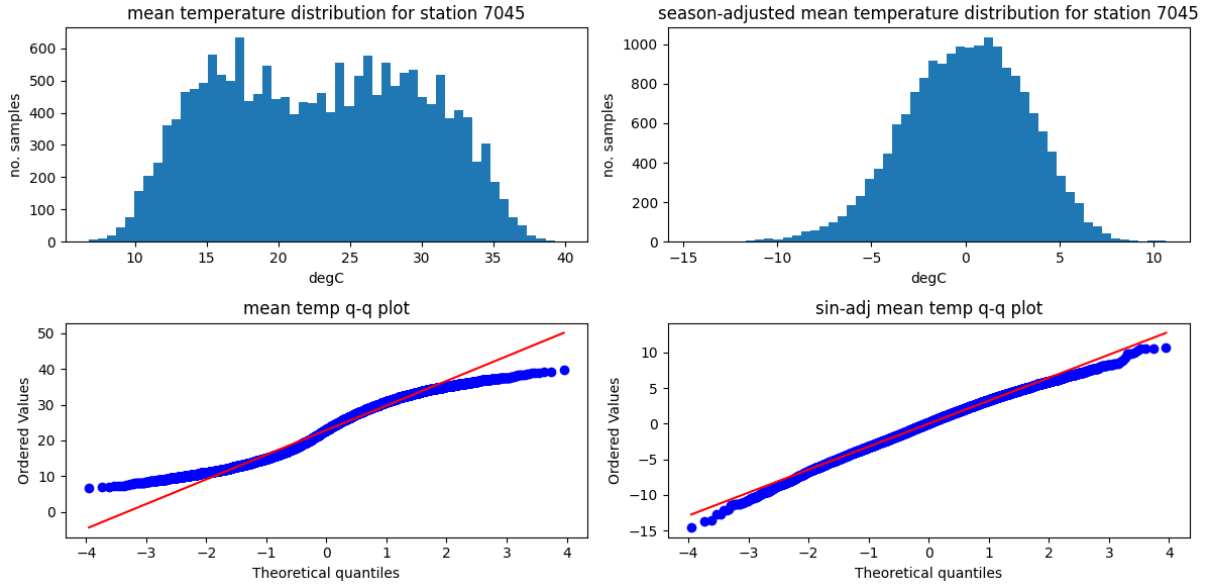 mean temperature distribution for station 7045
no. samples
600
500
400
300
200
100
0
10 15 20 25 30 35 40
degC
season-adjusted mean temperature distribution for station 7045
no. samples
1000
800
600
400
200
0
−15 −10 −5 0 5 10
degC
mean temp q-q plot
Ordered Values
50
40
30
20
10
0
−4 −3 −2 −1 0 1 2 3 4
Theoretical quantiles
sin-adj mean temp q-q plot
Ordered Values
10
5
0
−5
−10
−15
−4 −3 −2 −1 0 1 2 3 4
Theoretical quantiles